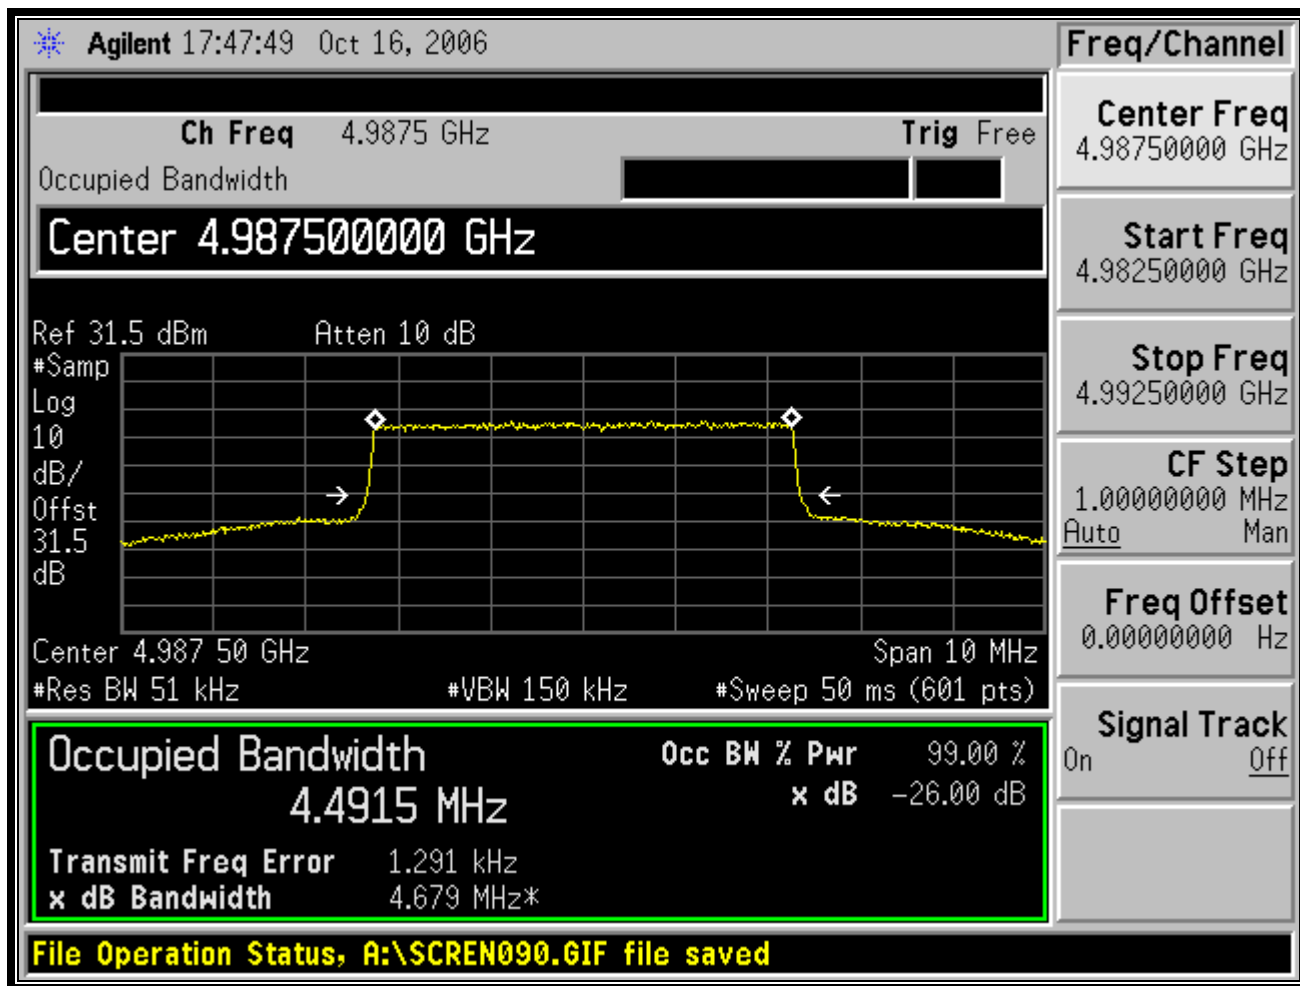 Agilent 17:47:49 Oct 16, 2006
Freq/Channel
Ch Freq 4.9875 GHz Trig Free
Occupied Bandwidth
Center 4.987500000 GHz
Ref 31.5 dBm Atten 10 dB
#Samp
Log
10
dB/
Offst
31.5
dB
Center 4.987 50 GHz Span 10 MHz
#Res BW 51 kHz #VBW 150 kHz #Sweep 50 ms (601 pts)
Occupied Bandwidth Occ BW % Pwr 99.00 %
4.4915 MHz x dB -26.00 dB
Transmit Freq Error 1.291 kHz
x dB Bandwidth 4.679 MHz*
File Operation Status, A:\SCREN090.GIF file saved
Center Freq
4.98750000 GHz
Start Freq
4.98250000 GHz
Stop Freq
4.99250000 GHz
CF Step
1.00000000 MHz
Auto Man
Freq Offset
0.00000000 Hz
Signal Track
On Off